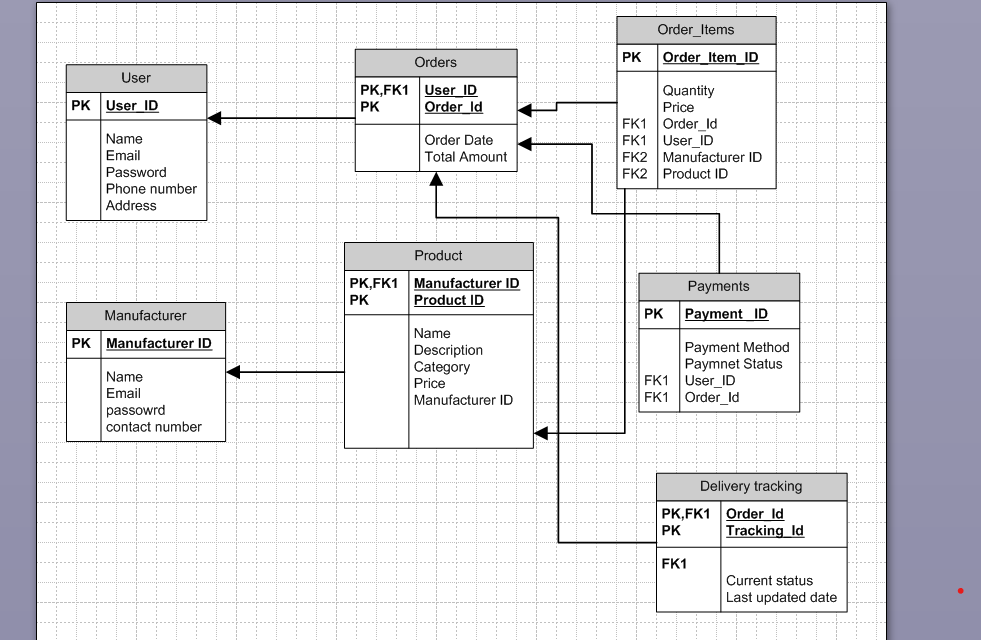 User
PK User_ID
Name
Email
Password
Phone number
Address
Orders
PK,FK1 User_ID
PK Order_Id
Order Date
Total Amount
Order_Items
PK Order_Item_ID
Quantity
Price
FK1 Order_Id
FK1 User_ID
FK2 Manufacturer ID
FK2 Product ID
Manufacturer
PK Manufacturer ID
Name
Email
passowrd
contact number
Product
PK,FK1 Manufacturer ID
PK Product ID
Name
Description
Category
Price
Manufacturer ID
Payments
PK Payment _ID
Payment Method
Paymnet Status
FK1 User_ID
FK1 Order_Id
Delivery tracking
PK,FK1 Order_Id
PK Tracking_Id
FK1
Current status
Last updated date